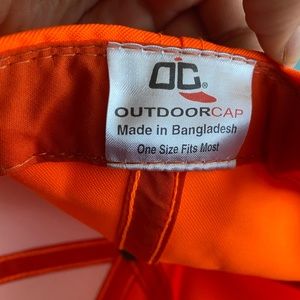 OC®
OUTDOORCAP
Made in Bangladesh
One Size Fits Most